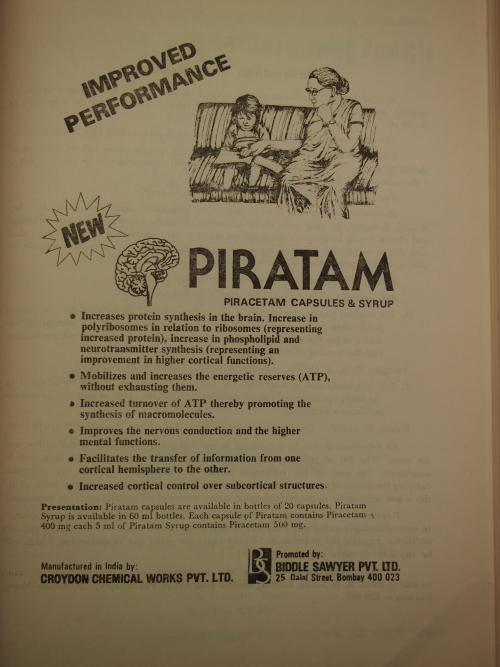 IMPROVED
PERFORMANCE
NEW
PIRATAM
PIRACETAM CAPSULES & SYRUP
• Increases protein synthesis in the brain. Increase in
polyribosomes in relation to ribosomes (representing
increased protein), increase in phospholipid and
neurotransmitter synthesis (representing an
improvement in higher cortical functions).
• Mobilizes and increases the energetic reserves (ATP),
without exhausting them.
• Increased turnover of ATP thereby promoting the
synthesis of macromolecules.
• Improves the nervous conduction and the higher
mental functions.
• Facilitates the transfer of information from one
cortical hemisphere to the other.
• Increased cortical control over subcortical structures.
Presentation: Piratam capsules are available in bottles of 20 capsules. Piratam
Syrup is available in 60 ml bottles. Each capsule of Piratam contains Piracetam
400 mg each 5 ml of Piratam Syrup contains Piracetam 500 mg.
Manufactured in India by:
CROYDON CHEMICAL WORKS PVT. LTD.
BS
Promoted by:
BIDDLE SAWYER PVT. LTD.
25 Dalal Street, Bombay 400 023